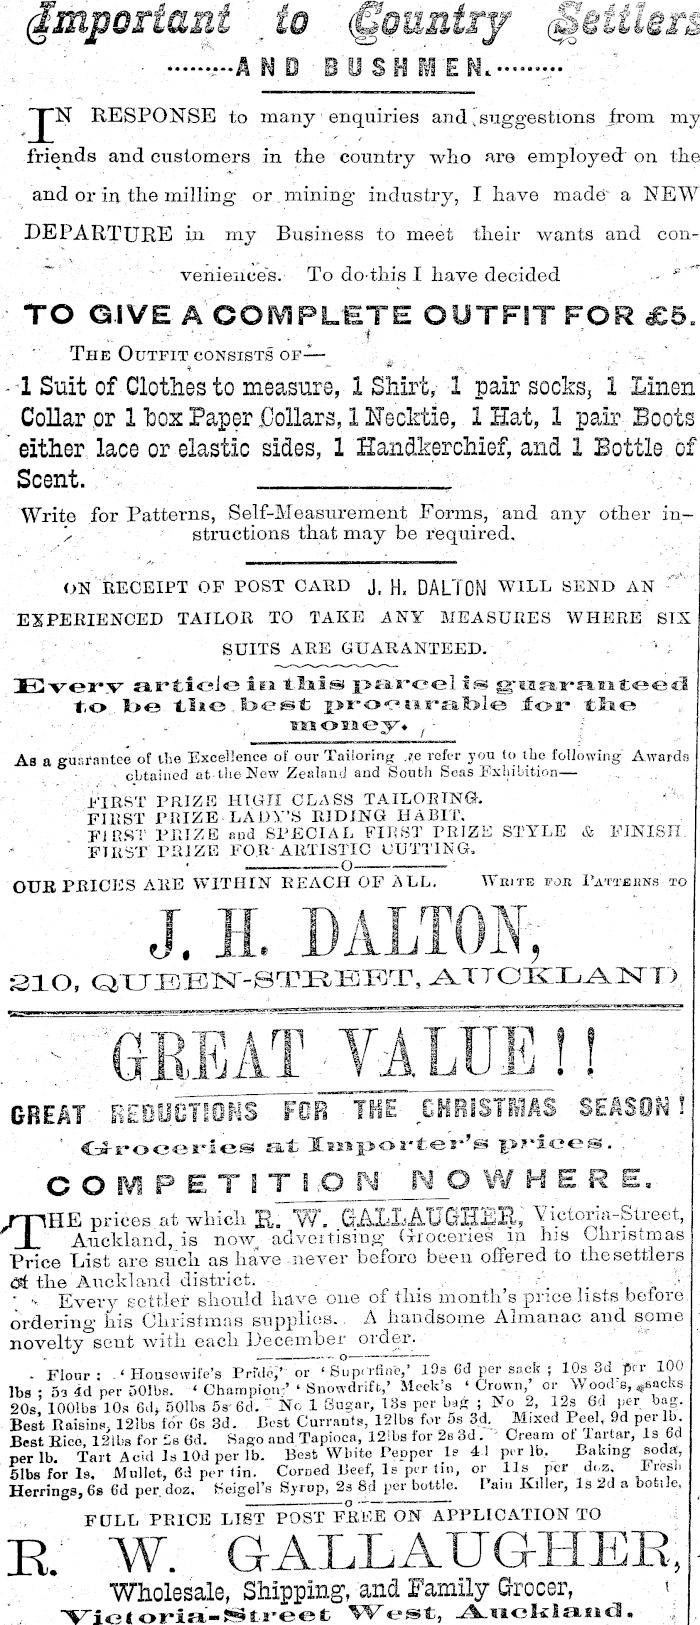 Important to Country Settlers
AND BUSHMEN.
IN RESPONSE to many enquiries and suggestions from my
friends and customers in the country who are employed on the
and or in the milling or mining industry, I have made a NEW
DEPARTURE in my Business to meet their wants and con-
veniences. To do this I have decided
TO GIVE A COMPLETE OUTFIT FOR £5.
THE OUTFIT CONSISTS OF—
1 Suit of Clothes to measure, 1 Shirt, 1 pair socks, 1 Linen
Collar or 1 box Paper Collars, 1 Necktie, 1 Hat, 1 pair Boots
either lace or elastic sides, 1 Handkerchief, and 1 Bottle of
Scent.
Write for Patterns, Self-Measurement Forms, and any other in-
structions that may be required.
ON RECEIPT OF POST CARD J. H. DALTON WILL SEND AN
EXPERIENCED TAILOR TO TAKE ANY MEASURES WHERE SIX
SUITS ARE GUARANTEED.
Every article in this parcel is guaranteed
to be the best procurable for the
money.
As a guarantee of the Excellence of our Tailoring we refer you to the following Awards
obtained at the New Zealand and South Seas Exhibition—
FIRST PRIZE HIGH CLASS TAILORING.
FIRST PRIZE LADY'S RIDING HABIT.
FIRST PRIZE and SPECIAL FIRST PRIZE STYLE & FINISH
FIRST PRIZE FOR ARTISTIC CUTTING.
OUR PRICES ARE WITHIN REACH OF ALL. WRITE FOR PATTERNS TO
J. H. DALTON,
210, QUEEN-STREET, AUCKLAND
GREAT VALUE!!
GREAT REDUCTIONS FOR THE CHRISTMAS SEASON!
Groceries at Importer's prices.
COMPETITION NOWHERE.
THE prices at which R. W. GALLAUGHER, Victoria-Street,
Auckland, is now advertising Groceries in his Christmas
Price List are such as have never before been offered to the settlers
of the Auckland district.
Every settler should have one of this month's price lists before
ordering his Christmas supplies. A handsome Almanac and some
novelty sent with each December order.
Flour: 'Housewife's Pride,' or 'Superfine,' 19s 6d per sack; 10s 3d per 100
lbs; 5s 4d per 50lbs. 'Champion,' 'Snowdrift,' Meek's 'Crown,' or Wood's, sacks
20s, 100lbs 10s 6d, 50lbs 5s 6d. No 1 Sugar, 13s per bag; No 2, 12s 6d per bag.
Best Raisins, 12lbs for 6s 3d. Best Currants, 12lbs for 5s 3d. Mixed Peel, 9d per lb.
Best Rice, 12lbs for 2s 6d. Sago and Tapioca, 12lbs for 2s 3d. Cream of Tartar, 1s 6d
per lb. Tart Acid 1s 10d per lb. Best White Pepper 1s 4d per lb. Baking soda,
5lbs for 1s. Mullet, 6d per tin. Corned Beef, 1s per tin, or 11s per doz. Fresh
Herrings, 6s 6d per doz. Seigel's Syrup, 2s 8d per bottle. Pain Killer, 1s 2d a bottle.
FULL PRICE LIST POST FREE ON APPLICATION TO
R. W. GALLAUGHER,
Wholesale, Shipping, and Family Grocer,
Victoria-Street West, Auckland.